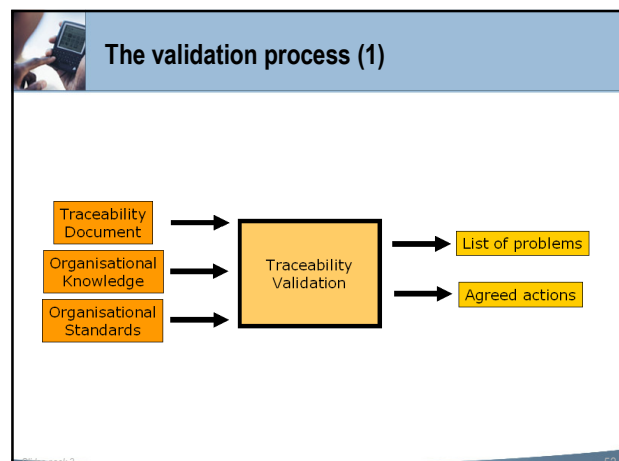 The validation process (1)
Traceability
Document
Organisational
Knowledge
Organisational
Standards
Traceability
Validation
List of problems
Agreed actions